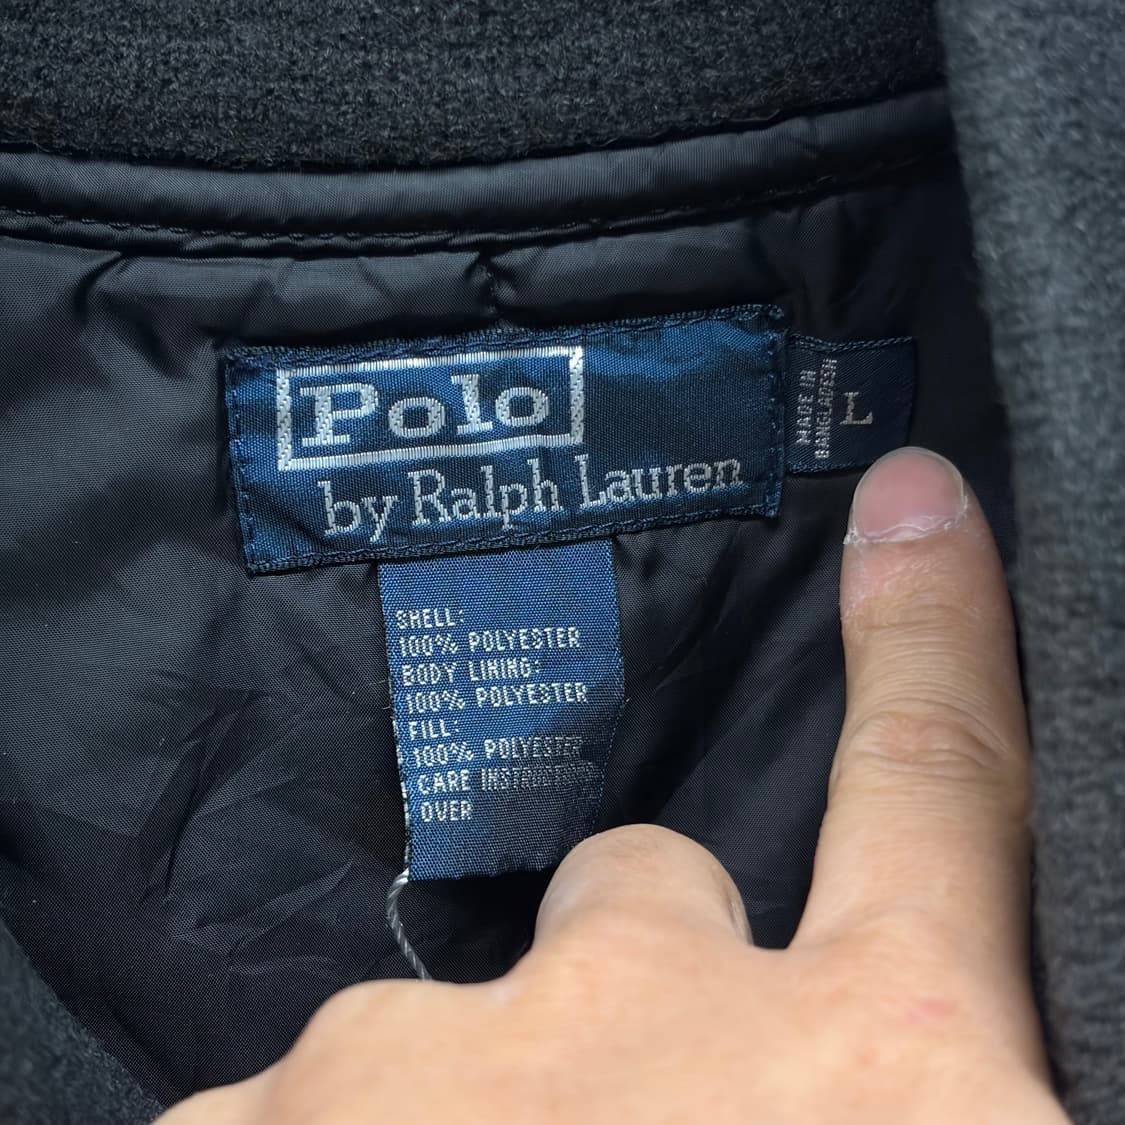 Polo
by Ralph Lauren
MADE IN
BANGLADESH
L
SHELL:
100% POLYESTER
BODY LINING:
100% POLYESTER
FILL:
100% POLYESTER
CARE
OVER